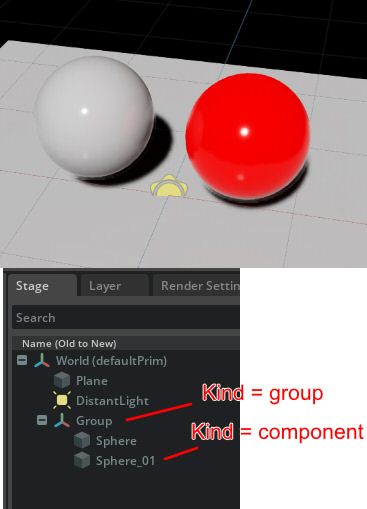 Stage
Layer
Render Settin
Search
Name (Old to New)
World (defaultPrim)
Plane
DistantLight
Kind = group
Group
Kind = component
Sphere
Sphere_01